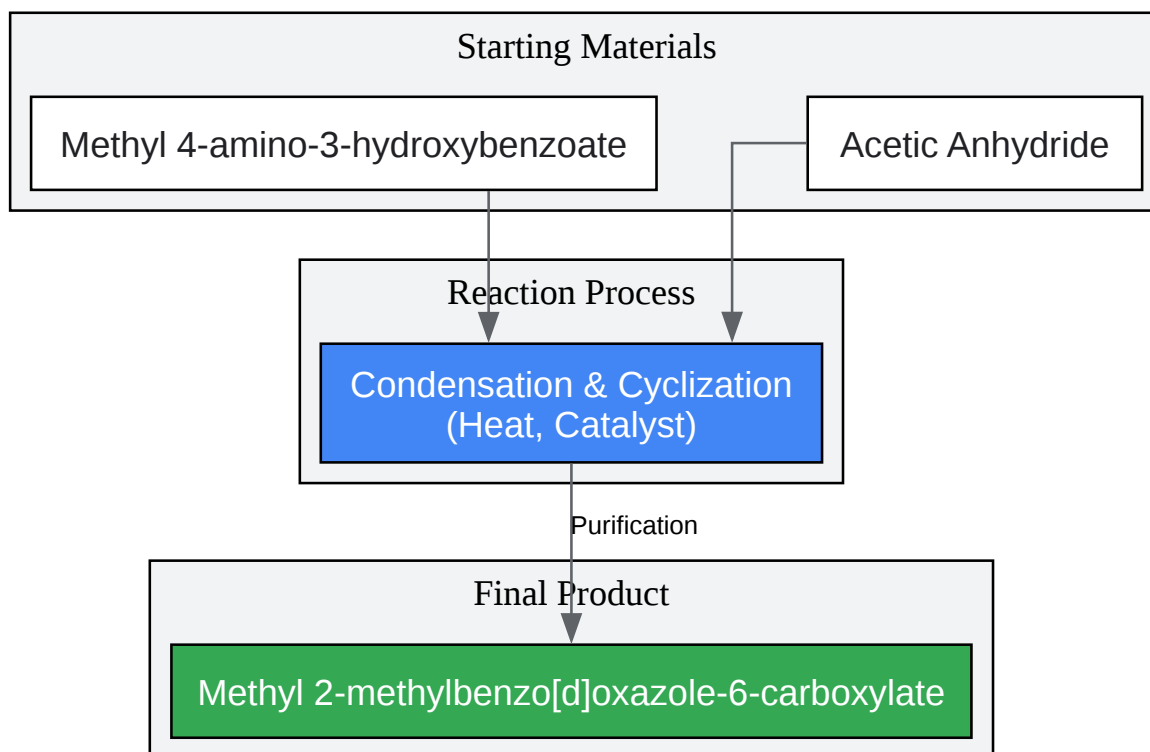 Starting Materials
Methyl 4-amino-3-hydroxybenzoate
Acetic Anhydride
Reaction Process
Condensation & Cyclization
(Heat, Catalyst)
Purification
Final Product
Methyl 2-methylbenzo[d]oxazole-6-carboxylate